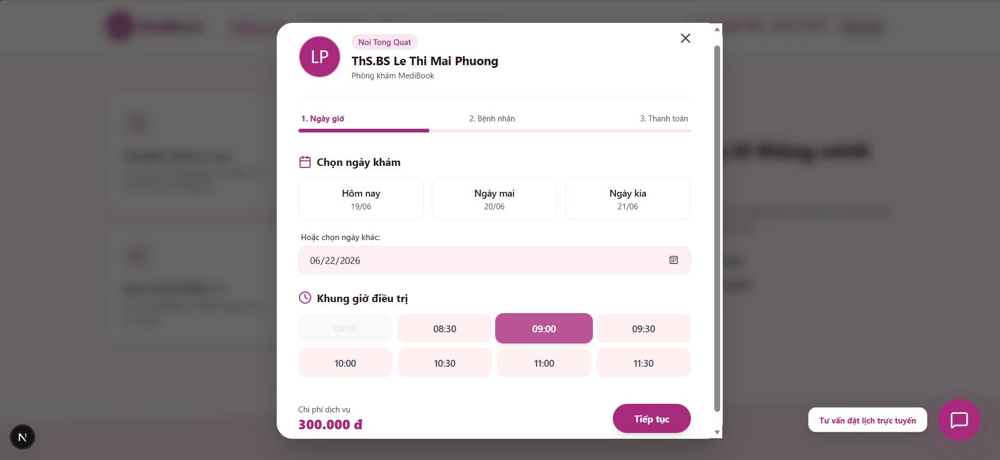 LP
Noi Tong Quat
ThS.BS Le Thi Mai Phuong
Phòng khám MediBook
1. Ngày giờ
2. Bệnh nhân
3. Thanh toán
Chọn ngày khám
Hôm nay
19/06
Ngày mai
20/06
Ngày kia
21/06
Hoặc chọn ngày khác:
06/22/2026
Khung giờ điều trị
08:00
08:30
09:00
09:30
10:00
10:30
11:00
11:30
Chi phí dịch vụ
300.000 đ
Tiếp tục
Tư vấn đặt lịch trực tuyến
N